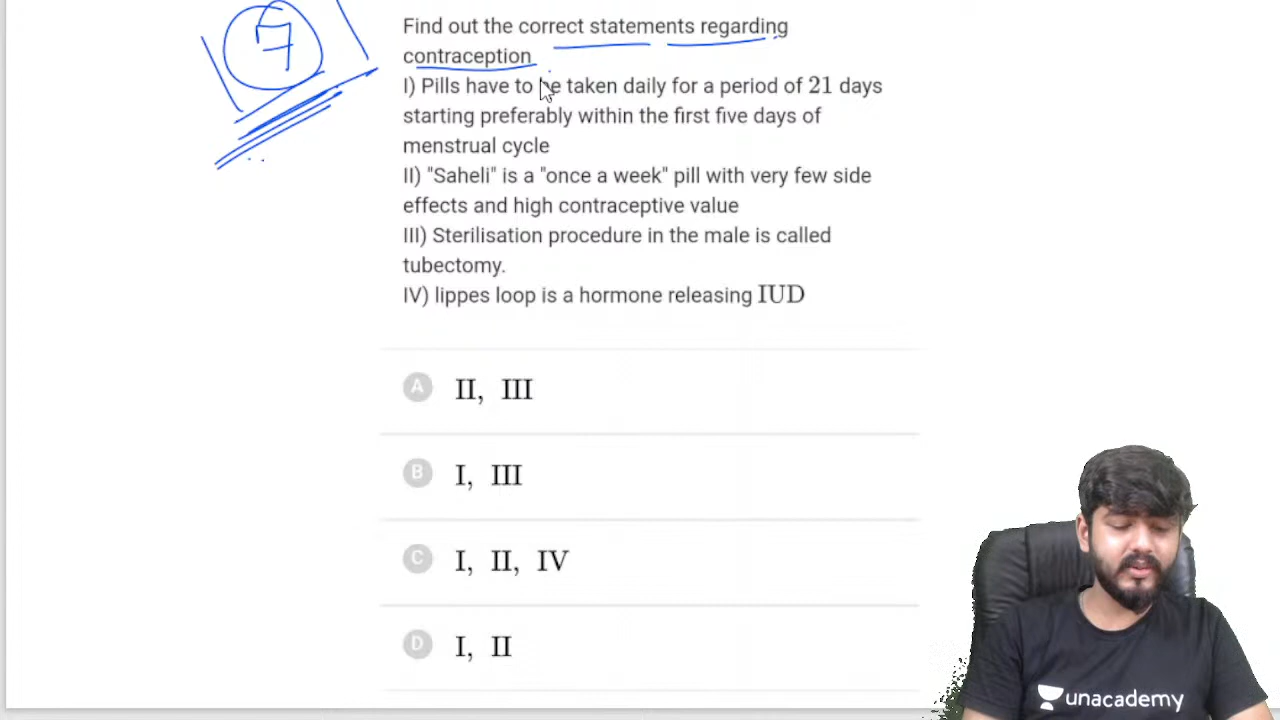 7
Find out the correct statements regarding
contraception
I) Pills have to be taken daily for a period of 21 days
starting preferably within the first five days of
menstrual cycle
II) "Saheli" is a "once a week" pill with very few side
effects and high contraceptive value
III) Sterilisation procedure in the male is called
tubectomy.
IV) lippes loop is a hormone releasing IUD
A II, III
B I, III
C I, II, IV
D I, II
unacademy